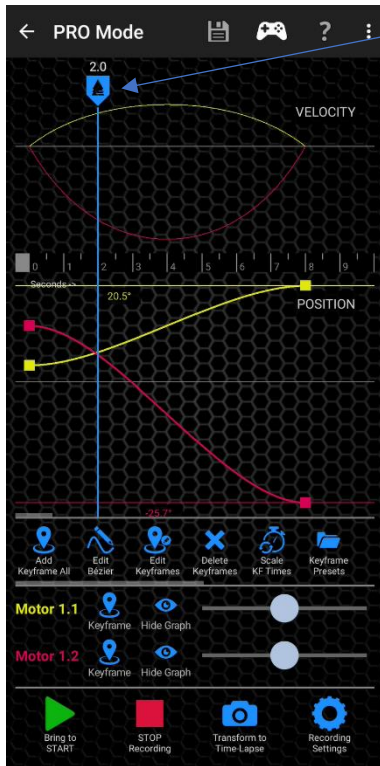 PRO Mode
?
2.0
VELOCITY
0 1 2 3 4 5 6 7 8 9
Seconds ->
20.5°
POSITION
-25.7°
Add
Keyframe All
Edit
Bézier
Edit
Keyframes
Delete
Keyframes
Scale
KF Times
Keyframe
Presets
Motor 1.1
Keyframe
Hide Graph
Motor 1.2
Keyframe
Hide Graph
Bring to
START
STOP
Recording
Transform to
Time-Lapse
Recording
Settings